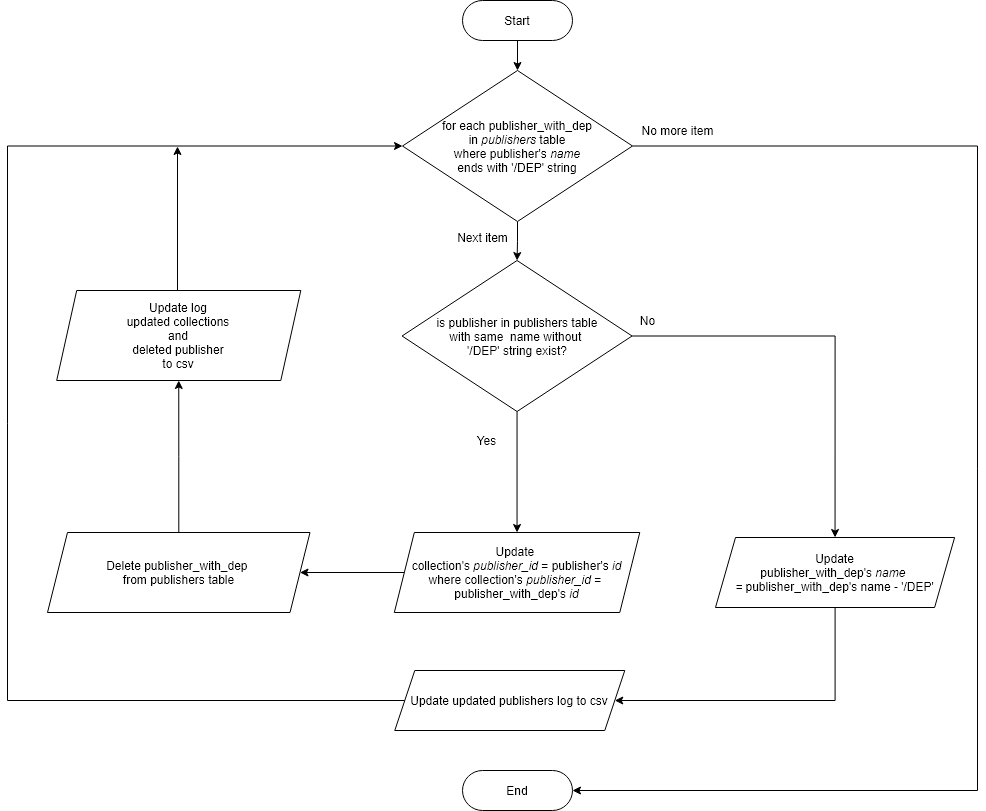 Start
for each publisher_with_dep
in publishers table
where publisher's name
ends with '/DEP' string
No more item
Next item
is publisher in publishers table
with same name without
'/DEP' string exist?
No
Yes
Update log
updated collections
and
deleted publisher
to csv
Delete publisher_with_dep
from publishers table
Update
collection's publisher_id = publisher's id
where collection's publisher_id =
publisher_with_dep's id
Update
publisher_with_dep's name
= publisher_with_dep's name - '/DEP'
Update updated publishers log to csv
End